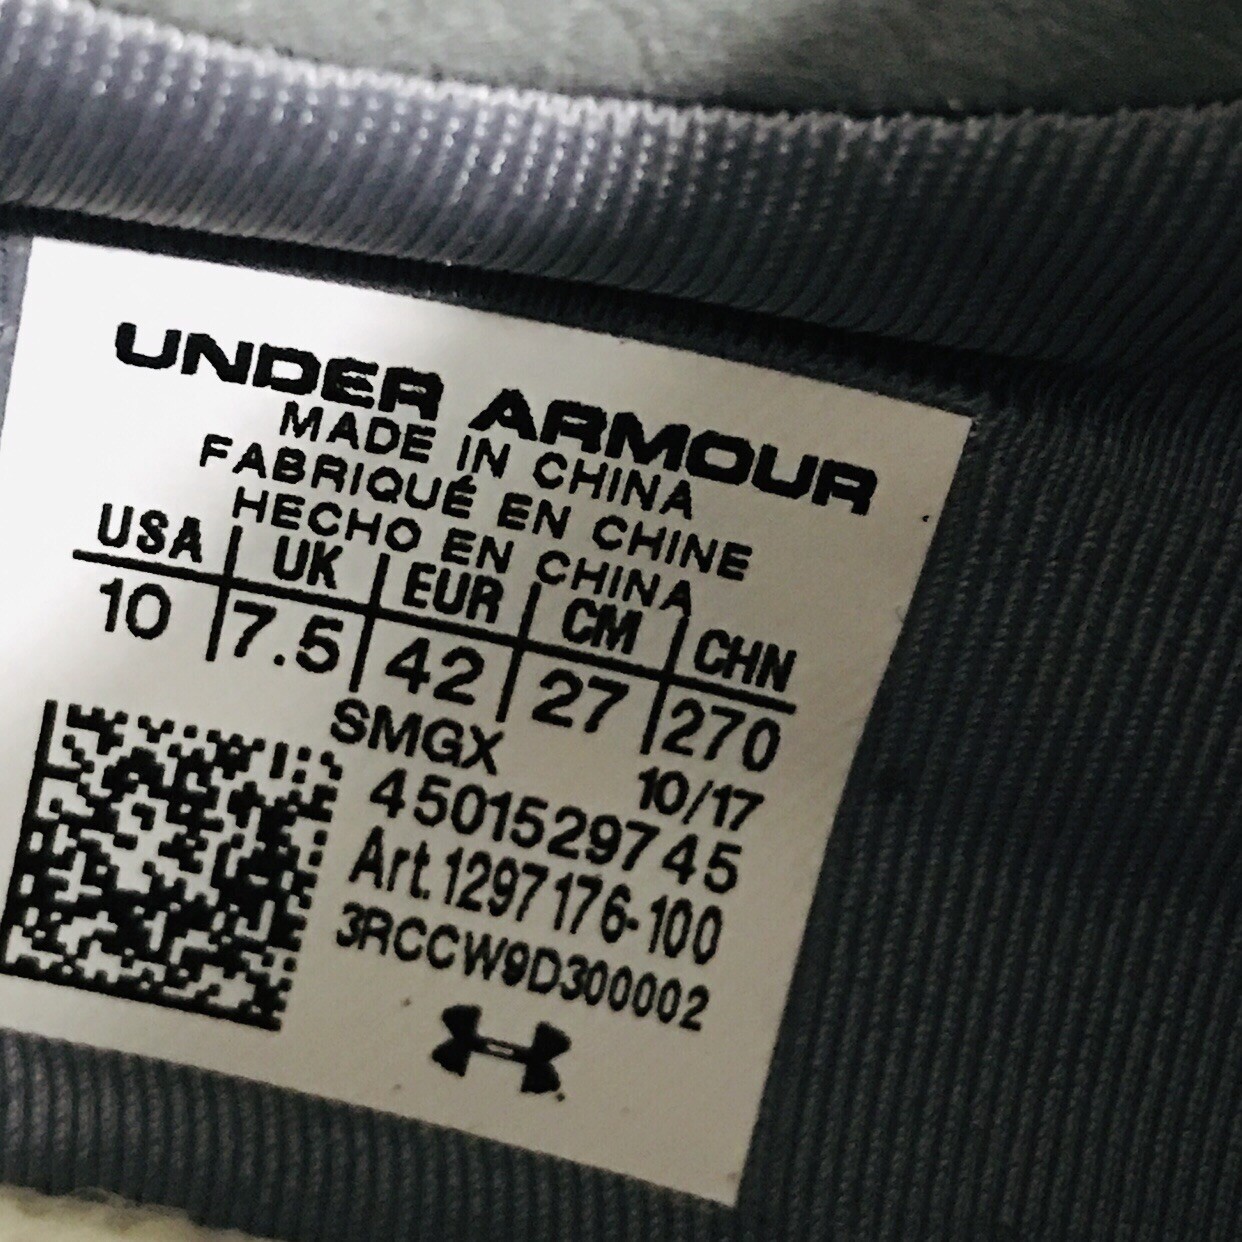 UNDER ARMOUR
MADE IN CHINA
FABRIQUÉ EN CHINE
HECHO EN CHINA
USA UK EUR CM CHN
10 7.5 42 27 270
SMGX 10/17
4501529745
Art.1297176-100
3RCCW9D300002